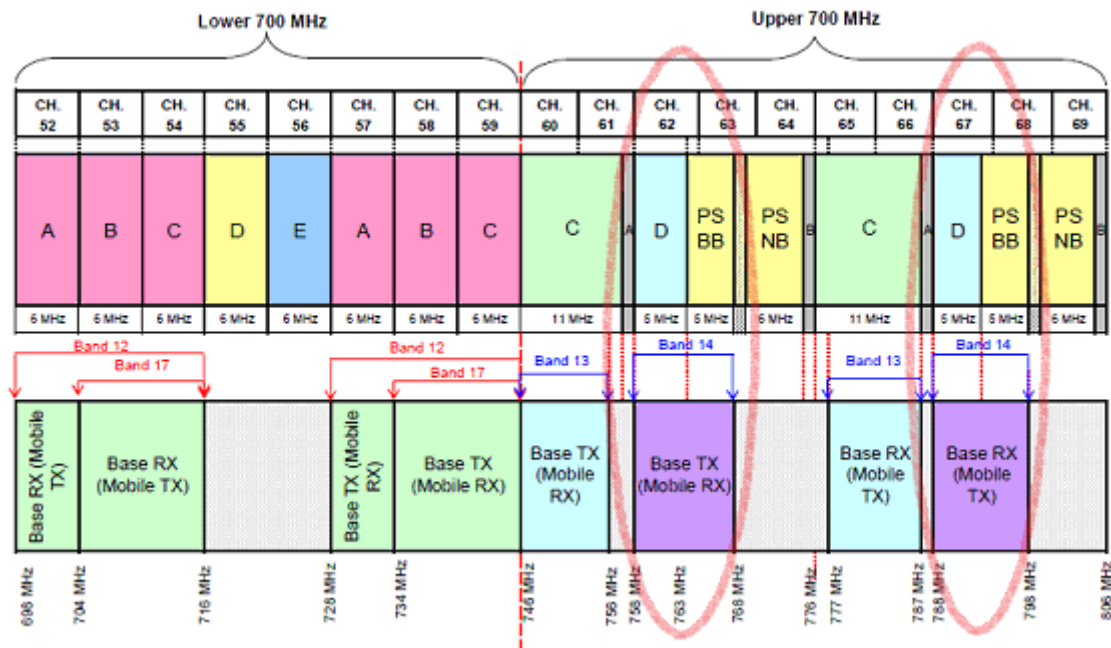 Lower 700 MHz
Upper 700 MHz
CH. 52
CH. 53
CH. 54
CH. 55
CH. 56
CH. 57
CH. 58
CH. 59
CH. 60
CH. 61
CH. 62
CH. 63
CH. 64
CH. 65
CH. 66
CH. 67
CH. 68
CH. 69
A
B
C
D
E
A
B
C
C
A
D
PS BB
PS NB
B
C
A
D
PS BB
PS NB
B
6 MHz
6 MHz
6 MHz
6 MHz
6 MHz
6 MHz
6 MHz
6 MHz
11 MHz
5 MHz
5 MHz
6 MHz
11 MHz
5 MHz
5 MHz
6 MHz
Band 12
Band 17
Band 12
Band 17
Band 13
Band 14
Band 13
Band 14
Base RX (Mobile TX)
Base RX (Mobile TX)
Base TX (Mobile RX)
Base TX (Mobile RX)
Base TX (Mobile RX)
Base TX (Mobile RX)
Base RX (Mobile TX)
Base RX (Mobile TX)
698 MHz
704 MHz
716 MHz
728 MHz
734 MHz
746 MHz
756 MHz
758 MHz
763 MHz
768 MHz
776 MHz
777 MHz
787 MHz
788 MHz
798 MHz
806 MHz